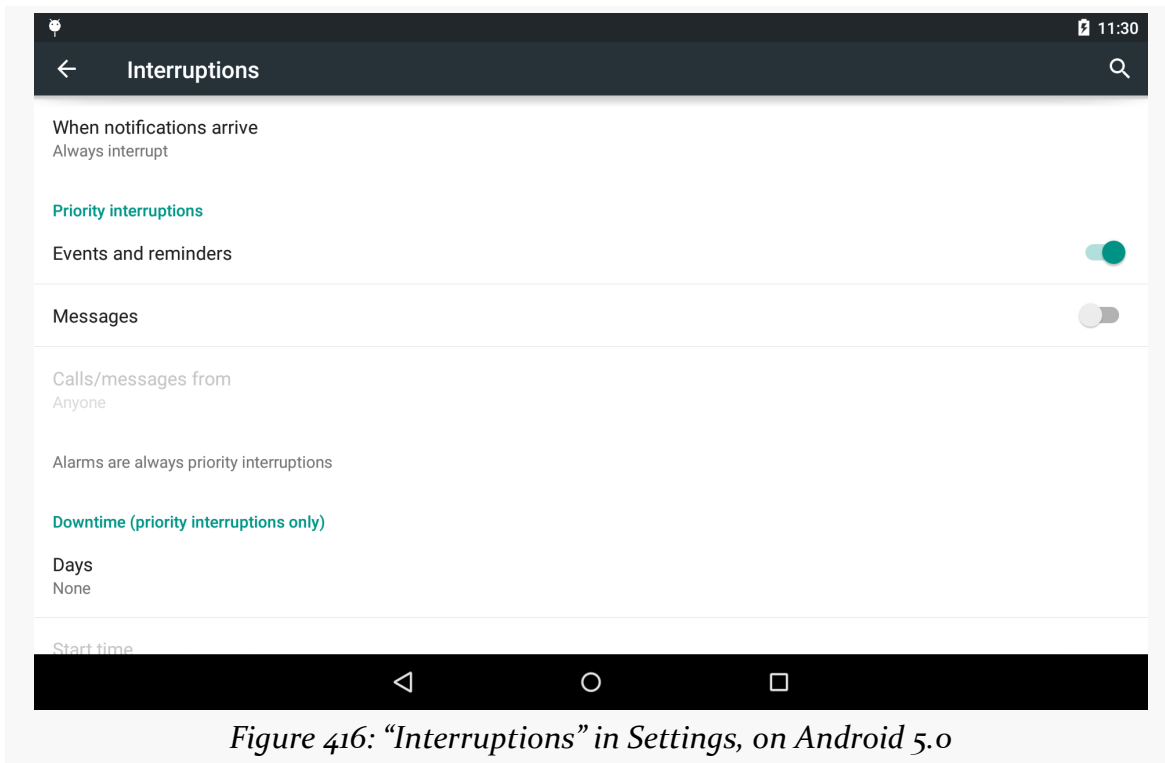 11:30
Interruptions
When notifications arrive
Always interrupt
Priority interruptions
Events and reminders
Messages
Calls/messages from
Anyone
Alarms are always priority interruptions
Downtime (priority interruptions only)
Days
None
Start time
Figure 416: “Interruptions” in Settings, on Android 5.0